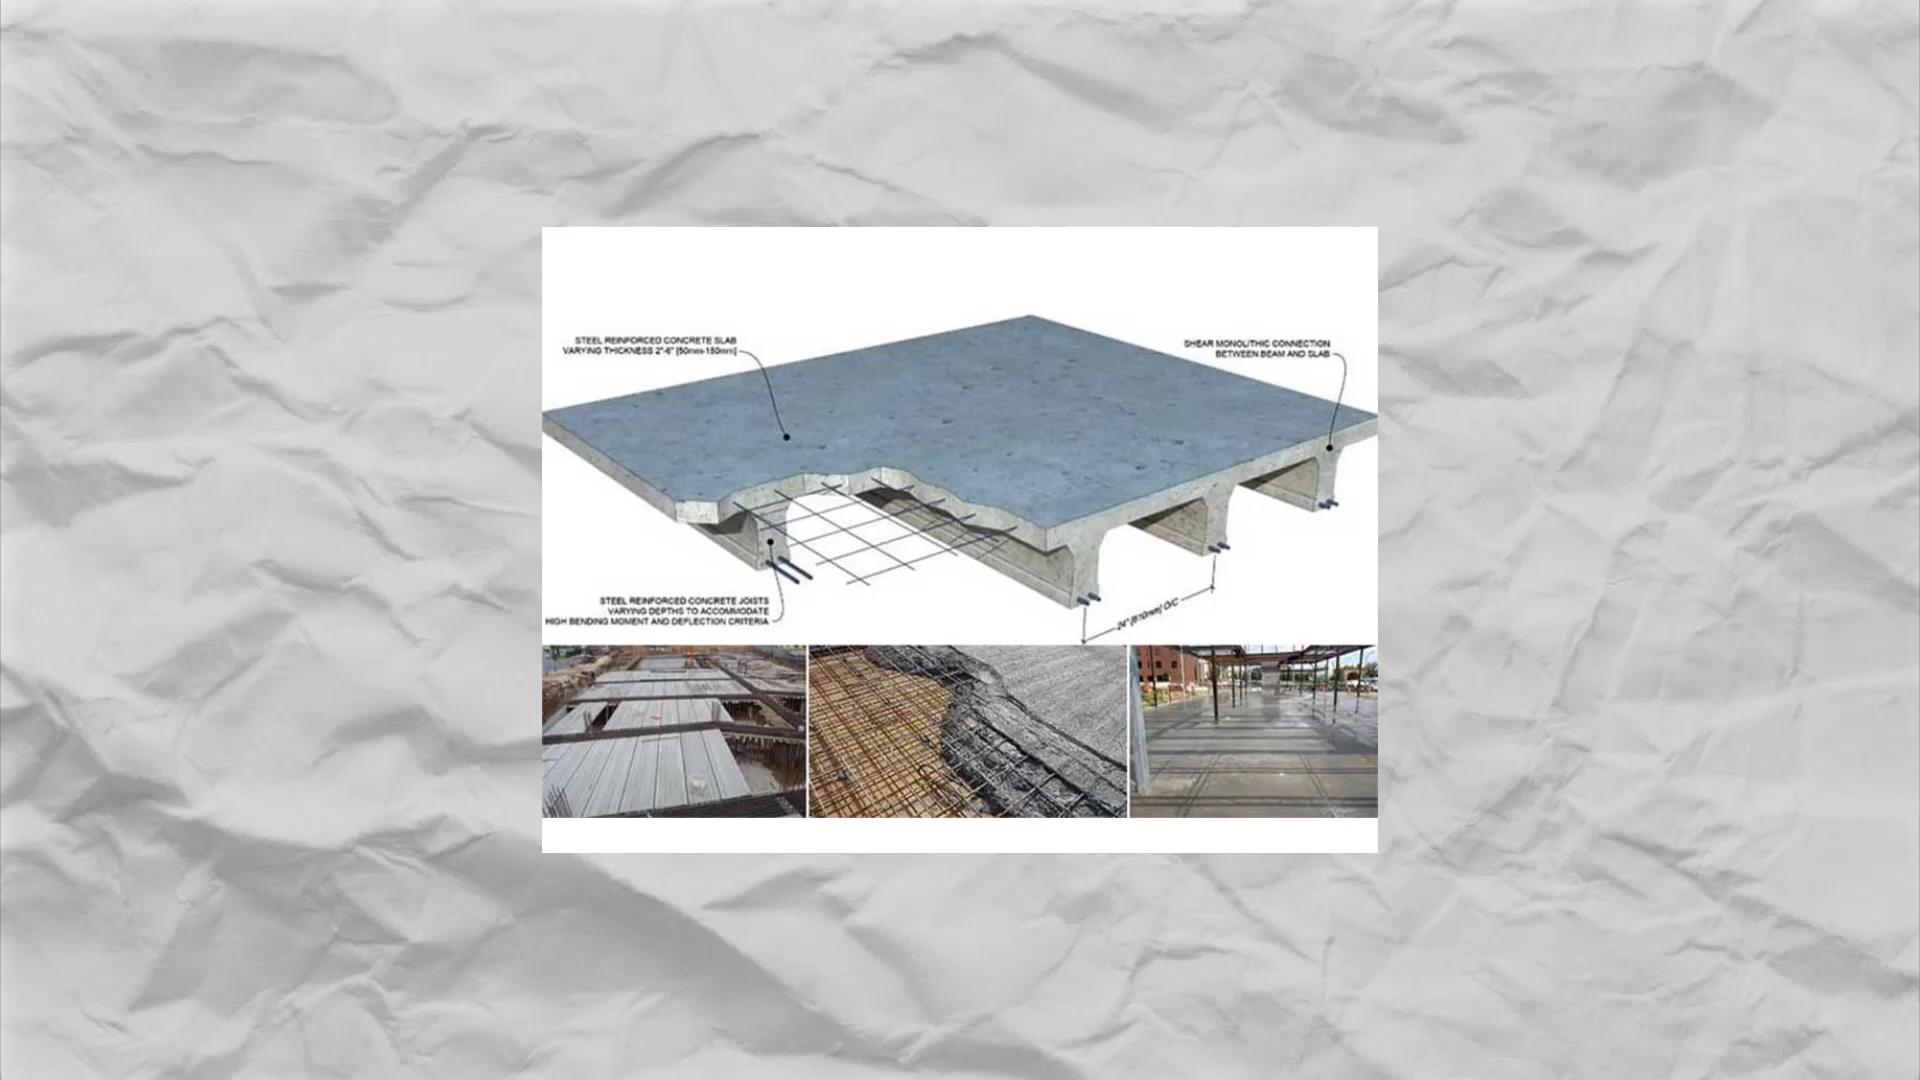 STEEL REINFORCED CONCRETE SLAB
VARYING THICKNESS 2"-6" [50mm-150mm]
SHEAR MONOLITHIC CONNECTION
BETWEEN BEAM AND SLAB
STEEL REINFORCED CONCRETE JOISTS
VARYING DEPTHS TO ACCOMMODATE
HIGH BENDING MOMENT AND DEFLECTION CRITERIA
24" [610mm] O/C